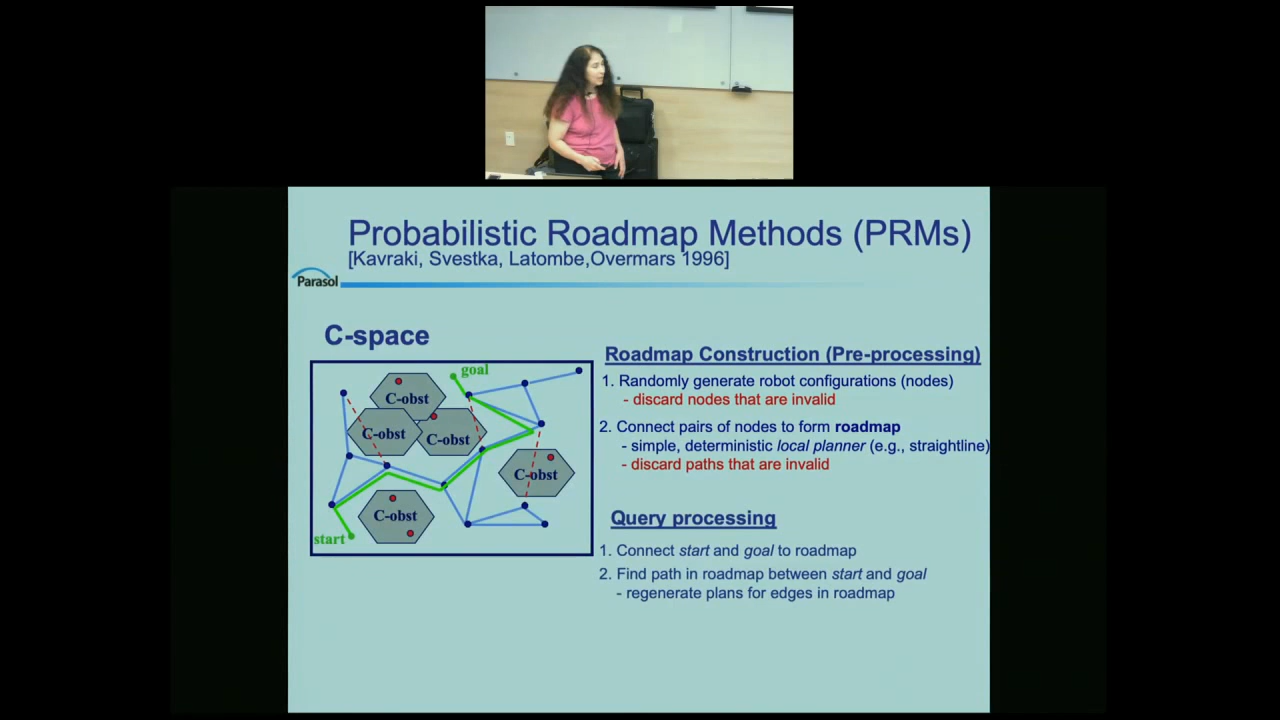 Probabilistic Roadmap Methods (PRMs)
[Kavraki, Svestka, Latombe,Overmars 1996]
Parasol
C-space
goal
C-obst
C-obst
C-obst
C-obst
C-obst
start
Roadmap Construction (Pre-processing)
1. Randomly generate robot configurations (nodes)
- discard nodes that are invalid
2. Connect pairs of nodes to form roadmap
- simple, deterministic local planner (e.g., straightline)
- discard paths that are invalid
Query processing
1. Connect start and goal to roadmap
2. Find path in roadmap between start and goal
- regenerate plans for edges in roadmap